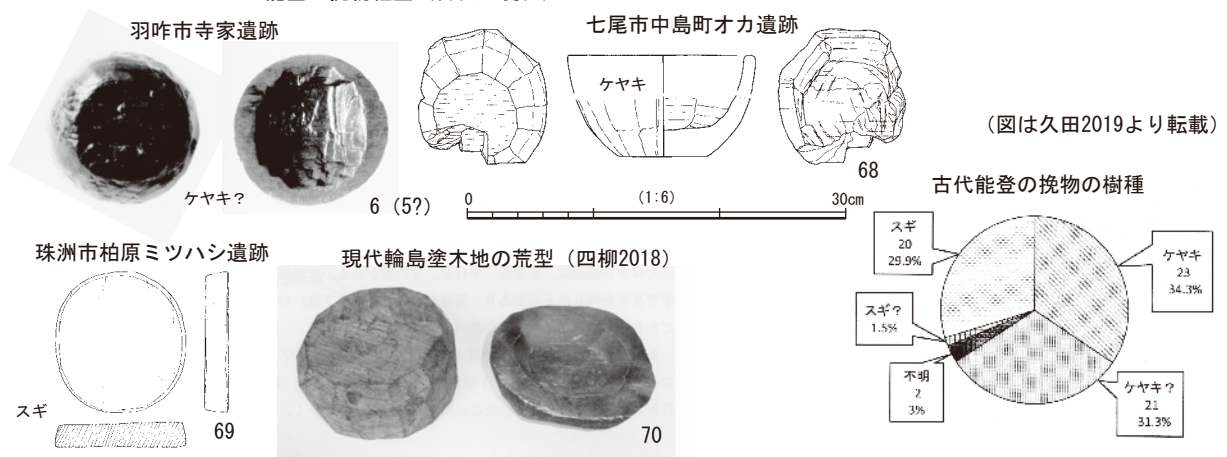 羽咋市寺家遺跡
ケヤキ？
6（5?）
七尾市中島町オカ遺跡
ケヤキ
68
0
(1:6)
30cm
（図は久田2019より転載）
古代能登の挽物の樹種
スギ
20
29.9%
ケヤキ
23
34.3%
スギ？
1.5%
不明
2
3%
ケヤキ？
21
31.3%
珠洲市柏原ミツハシ遺跡
スギ
69
現代輪島塗木地の荒型（四柳2018）
70